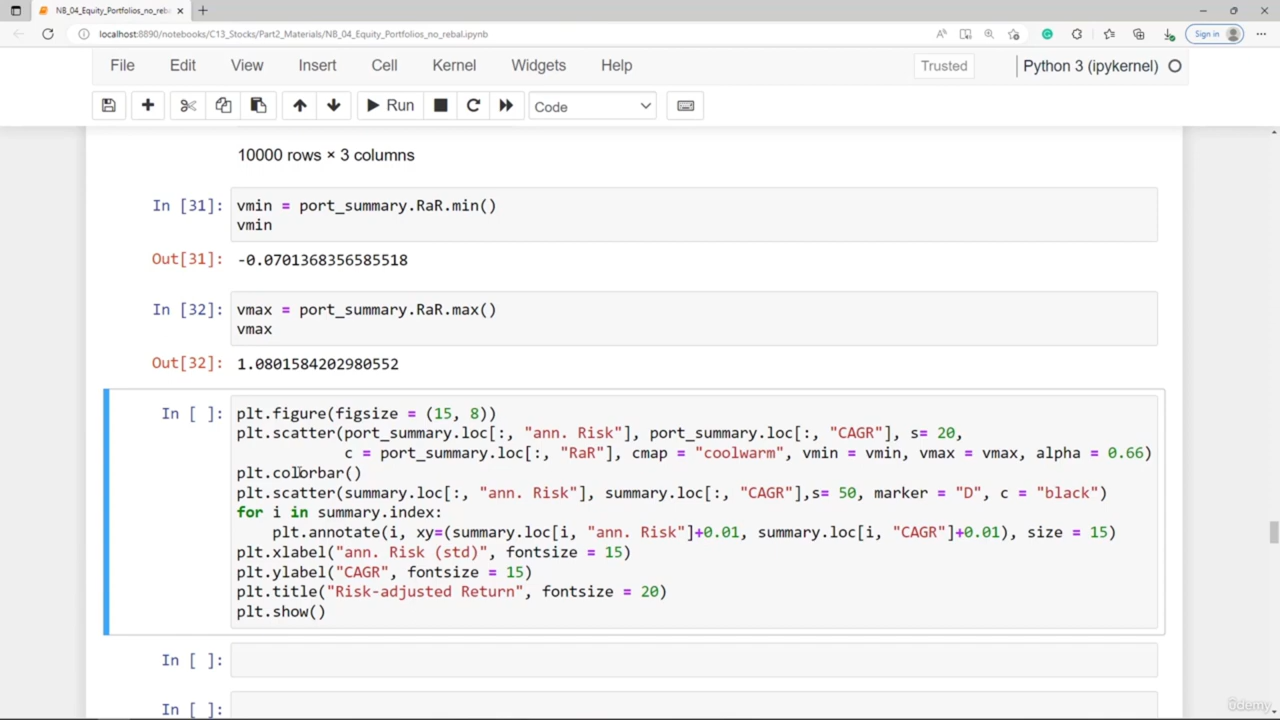 NB_04_Equity_Portfolios_no_reb
localhost:8890/notebooks/C13_Stocks/Part2_Materials/NB_04_Equity_Portfolios_no_rebal.ipynb
Sign in
File Edit View Insert Cell Kernel Widgets Help
Trusted
Python 3 (ipykernel)
Run
Code
10000 rows × 3 columns
In [31]: vmin = port_summary.RaR.min()
vmin
Out[31]: -0.0701368356585518
In [32]: vmax = port_summary.RaR.max()
vmax
Out[32]: 1.0801584202980552
In [ ]: plt.figure(figsize = (15, 8))
plt.scatter(port_summary.loc[:, "ann. Risk"], port_summary.loc[:, "CAGR"], s= 20,
c = port_summary.loc[:, "RaR"], cmap = "coolwarm", vmin = vmin, vmax = vmax, alpha = 0.66)
plt.colorbar()
plt.scatter(summary.loc[:, "ann. Risk"], summary.loc[:, "CAGR"],s= 50, marker = "D", c = "black")
for i in summary.index:
plt.annotate(i, xy=(summary.loc[i, "ann. Risk"]+0.01, summary.loc[i, "CAGR"]+0.01), size = 15)
plt.xlabel("ann. Risk (std)", fontsize = 15)
plt.ylabel("CAGR", fontsize = 15)
plt.title("Risk-adjusted Return", fontsize = 20)
plt.show()
In [ ]:
In [ ]:
ûdemy